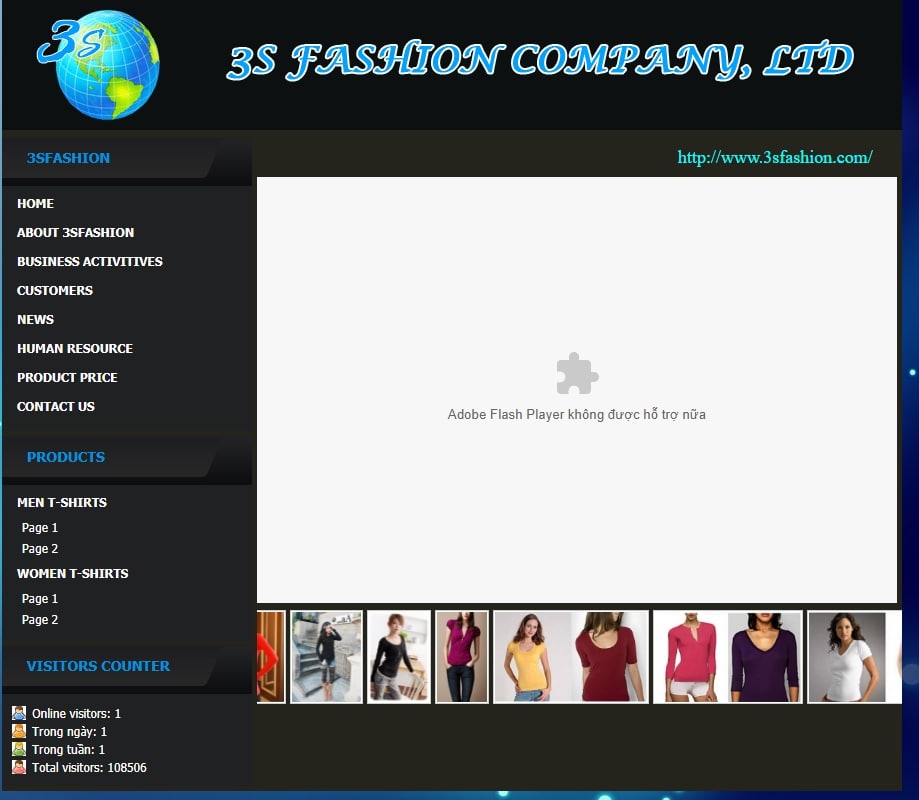 3S
3S FASHION COMPANY, LTD
3SFASHION
http://www.3sfashion.com/
HOME
ABOUT 3SFASHION
BUSINESS ACTIVITIVES
CUSTOMERS
NEWS
HUMAN RESOURCE
PRODUCT PRICE
CONTACT US
Adobe Flash Player không được hỗ trợ nữa
PRODUCTS
MEN T-SHIRTS
Page 1
Page 2
WOMEN T-SHIRTS
Page 1
Page 2
VISITORS COUNTER
Online visitors: 1
Trong ngày: 1
Trong tuần: 1
Total visitors: 108506